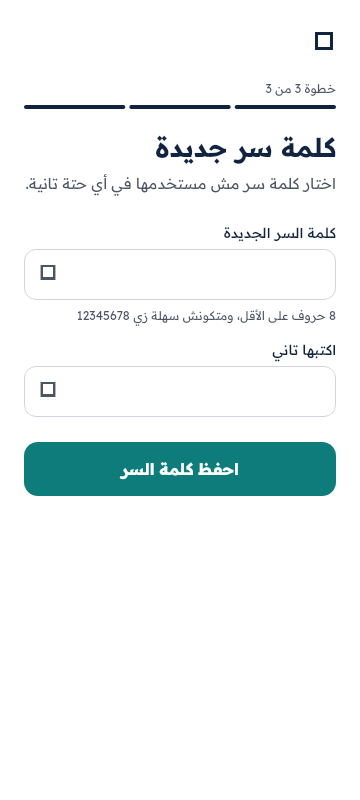 خطوة 3 من 3
كلمة سر جديدة
اختار كلمة سر مش مستخدمها في أي حتة تانية.
كلمة السر الجديدة
8 حروف على الأقل، ومتكونش سهلة زي 12345678
اكتبها تاني
احفظ كلمة السر